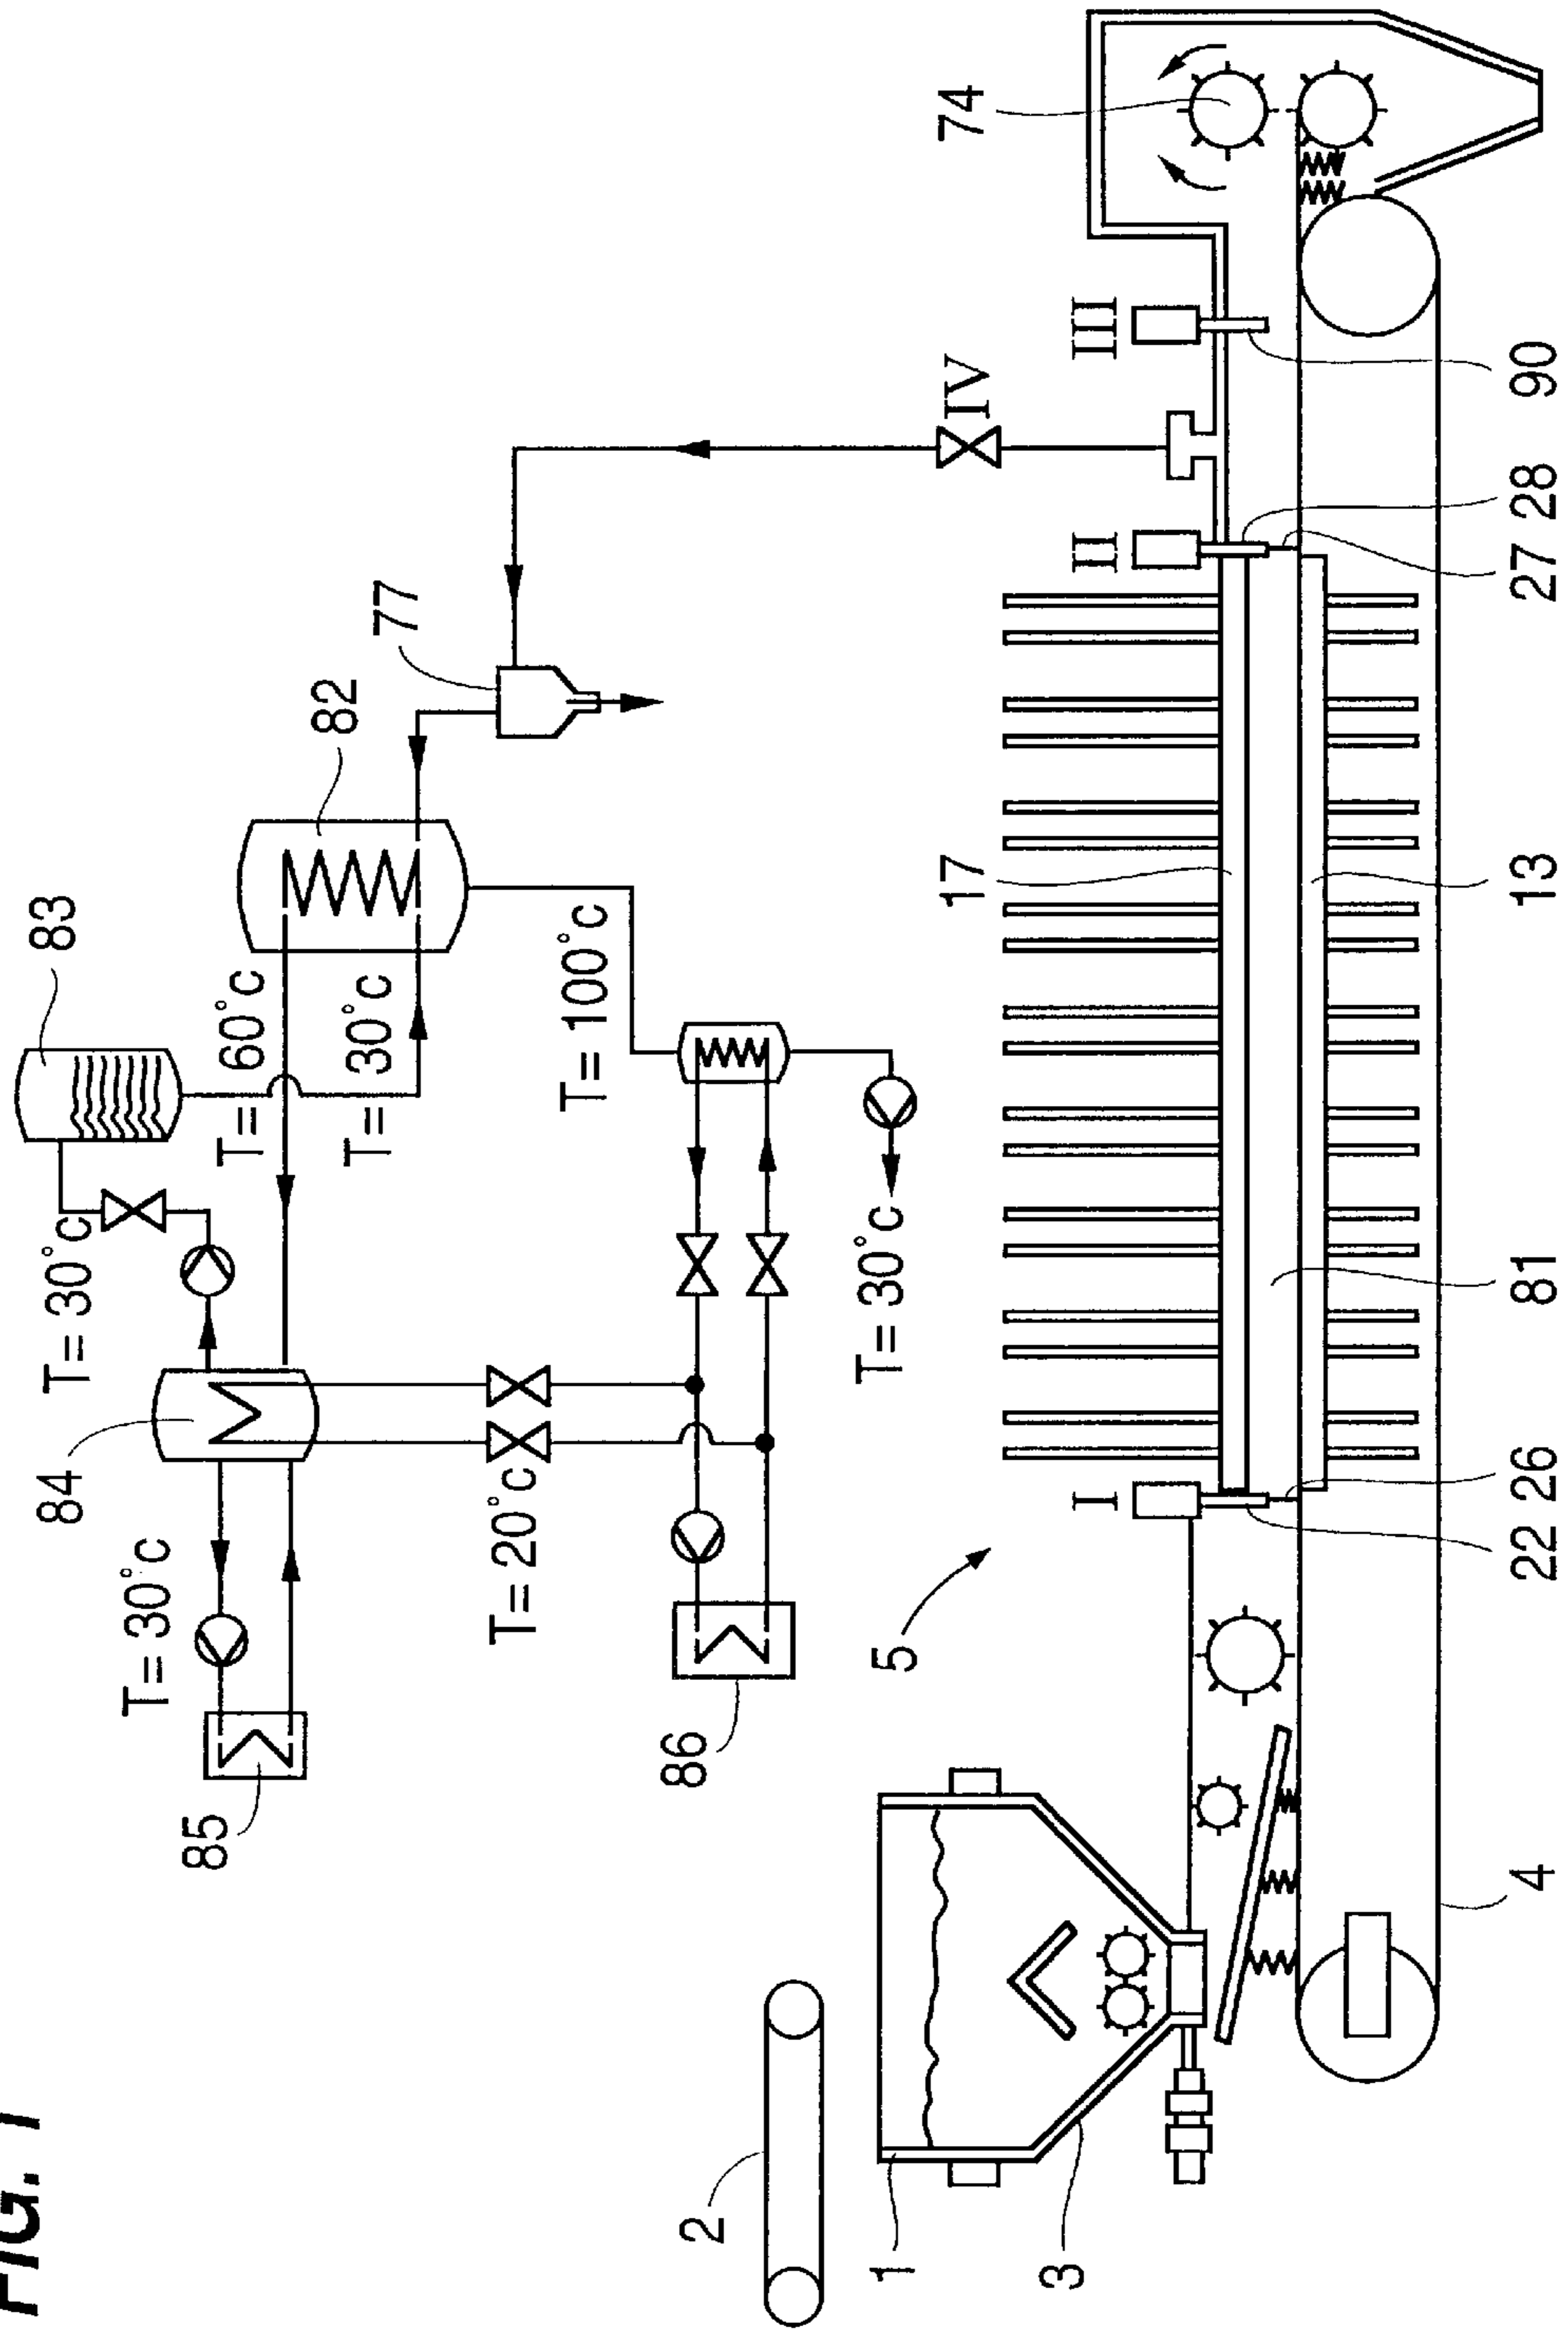 FIG. 1
83
T= 30°c
84
T= 60°c
82
T= 30°c
T= 30°c
85
77
T= 100°c
T= 20°c
86
T= 30°c
IV
74
2
1
5
17
3
I
II
III
4
22
26
81
13
27
28
90